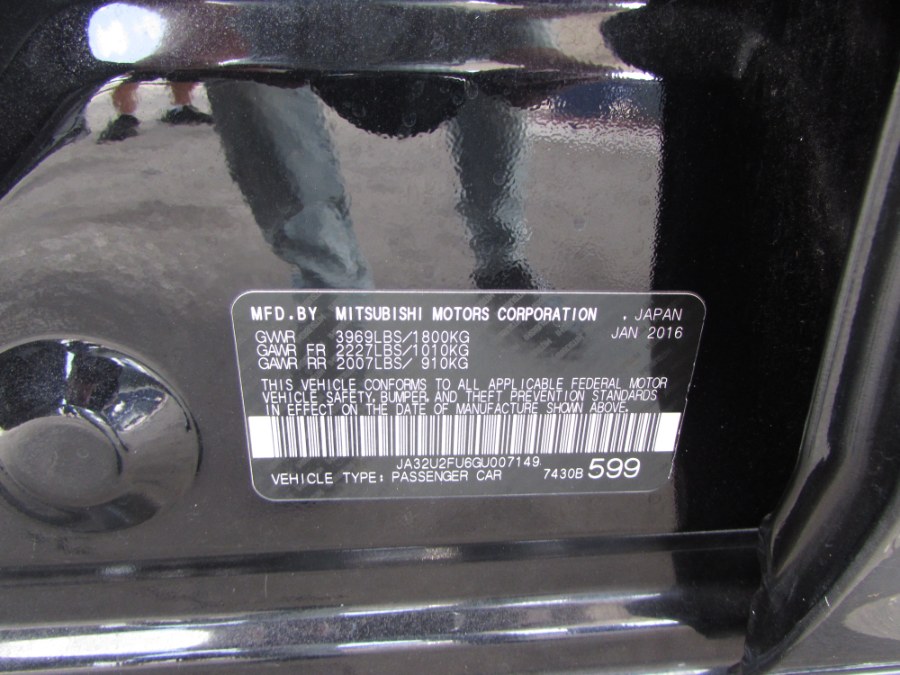 MFD.BY MITSUBISHI MOTORS CORPORATION , JAPAN
GVWR 3969LBS/1800KG JAN 2016
GAWR FR 2227LBS/1010KG
GAWR RR 2007LBS/ 910KG
THIS VEHICLE CONFORMS TO ALL APPLICABLE FEDERAL MOTOR
VEHICLE SAFETY, BUMPER, AND THEFT PREVENTION STANDARDS
IN EFFECT ON THE DATE OF MANUFACTURE SHOWN ABOVE.
JA32U2FU6GU007149
VEHICLE TYPE: PASSENGER CAR 7430B 599